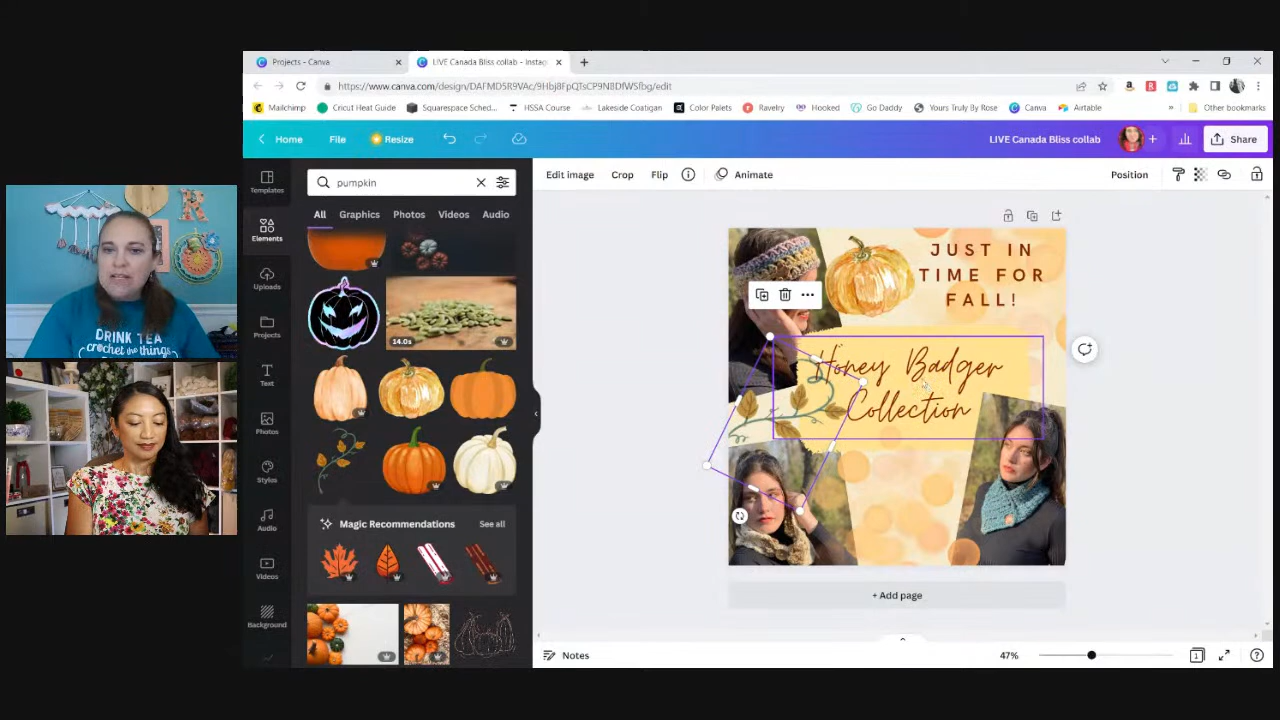 Projects - Canva
LIVE Canada Bliss collab - Instag
https://www.canva.com/design/DAFMD5R9VAc/9Hbj8FpQTsCP9N8DfWSfbg/edit
Mailchimp
Cricut Heat Guide
Squarespace Sched...
HSSA Course
Lakeside Coatigan
Color Palets
Ravelry
Hooked
Go Daddy
Yours Truly By Rose
Canva
Airtable
»
Other bookmarks
Home
File
Resize
LIVE Canada Bliss collab
Share
Templates
Elements
Uploads
Projects
Text
Photos
Styles
Audio
Videos
Background
pumpkin
All
Graphics
Photos
Videos
Audio
14.0s
Magic Recommendations
See all
Edit image
Crop
Flip
Animate
Position
JUST IN
TIME FOR
FALL!
Honey Badger
Collection
+ Add page
Notes
47%
1
R
DRINK TEA
crochet the things